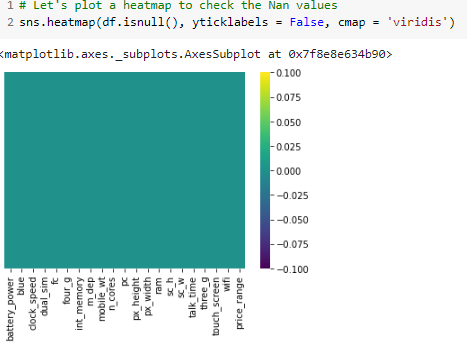 1 # Let's plot a heatmap to check the Nan values
2 sns.heatmap(df.isnull(), yticklabels = False, cmap = 'viridis')
<matplotlib.axes._subplots.AxesSubplot at 0x7f8e8e634b90>
0.100
0.075
0.050
0.025
0.000
−0.025
−0.050
−0.075
−0.100
battery_power
blue
clock_speed
dual_sim
fc
four_g
int_memory
m_dep
mobile_wt
n_cores
pc
px_height
px_width
ram
sc_h
sc_w
talk_time
three_g
touch_screen
wifi
price_range